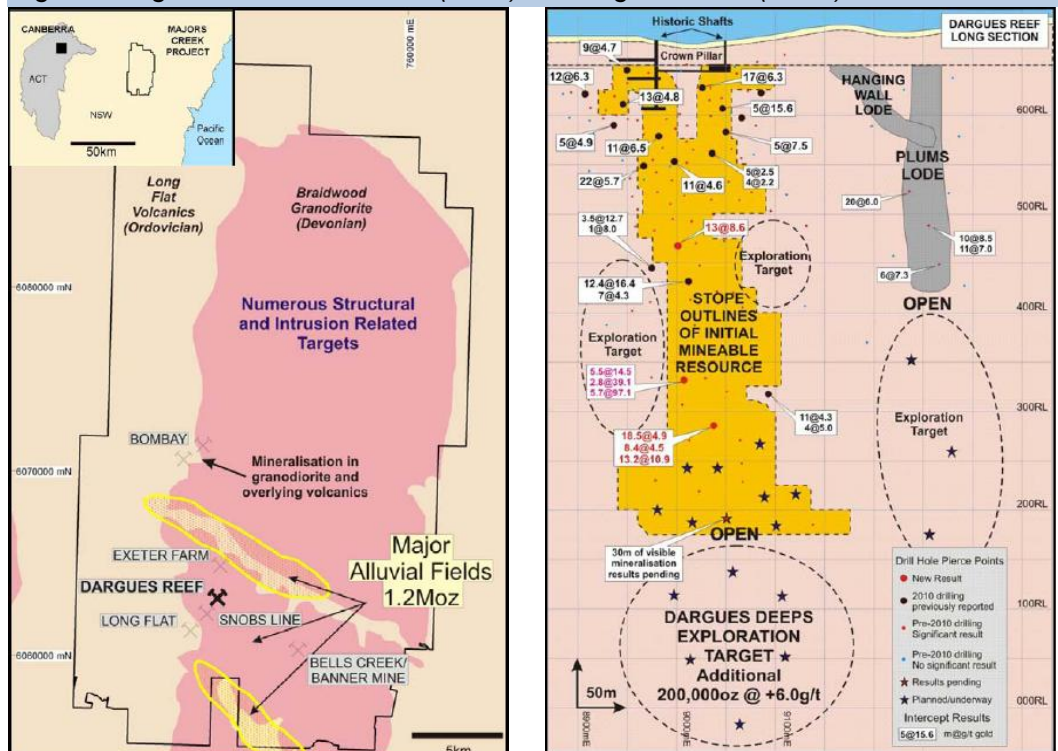 CANBERRA
MAJORS
CREEK
PROJECT
ACT
NSW
Pacific
Ocean
50km
760000 mE
Long
Flat
Volcanics
(Ordovician)
Braidwood
Granodiorite
(Devonian)
6080000 mN
Numerous Structural
and Intrusion Related
Targets
BOMBAY
Mineralisation in
granodiorite and
overlying volcanics
6070000 mN
EXETER FARM
Major
Alluvial Fields
1.2Moz
DARGUES REEF
LONG FLAT
SNOBS LINE
6060000 mN
BELLS CREEK/
BANNER MINE
5km
Historic Shafts
DARGUES REEF
LONG SECTION
9@4.7
Crown Pillar
12@6.3
17@6.3
13@4.8
5@15.6
HANGING
WALL
LODE
600RL
5@4.9
11@6.5
5@7.5
PLUMS
LODE
22@5.7
11@4.6
5@2.5
4@2.2
20@6.0
3.5@12.7
1@8.0
13@8.6
500RL
10@8.5
11@7.0
Exploration
Target
6@7.3
12.4@16.4
7@4.3
STOPE
OUTLINES
OF INITIAL
MINEABLE
RESOURCE
OPEN
400RL
Exploration
Target
5.5@14.5
2.8@39.1
5.7@97.1
11@4.3
4@5.0
Exploration
Target
300RL
18.5@4.9
8.4@4.5
13.2@10.9
200RL
OPEN
30m of visible
mineralisation
results pending
Drill Hole Pierce Points
New Result
2010 drilling
previously reported
Pre-2010 drilling
Significant result
Pre-2010 drilling
No significant result
Results pending
Planned/underway
Intercept Results
5@15.6 m@g/t gold
100RL
DARGUES DEEPS
EXPLORATION
TARGET
Additional
200,000oz @ +6.0g/t
50m
000RL
8900mE
9000mE
9100mE